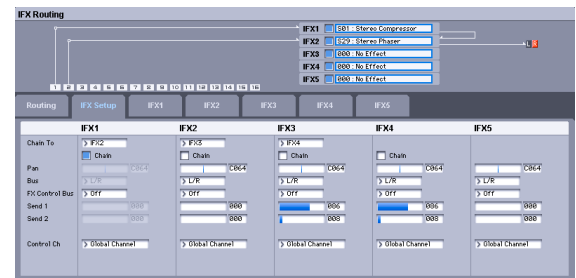 IFX Routing
IFX1 S01 : Stereo Compressor
IFX2 S29 : Stereo Phaser
IFX3 000 : No Effect
IFX4 000 : No Effect
IFX5 000 : No Effect
L R
1 2 3 4 5 6 7 8 9 10 11 12 13 14 15 16
Routing IFX Setup IFX1 IFX2 IFX3 IFX4 IFX5
IFX1 IFX2 IFX3 IFX4 IFX5
Chain To IFX2 IFX3 IFX4
Chain Chain Chain Chain
Pan C064 C064 C064 C064 C064
Bus L/R L/R L/R L/R L/R
FX Control Bus Off Off Off Off Off
Send 1 000 000 086 086 000
Send 2 000 000 008 008 000
Control Ch Global Channel Global Channel Global Channel Global Channel Global Channel